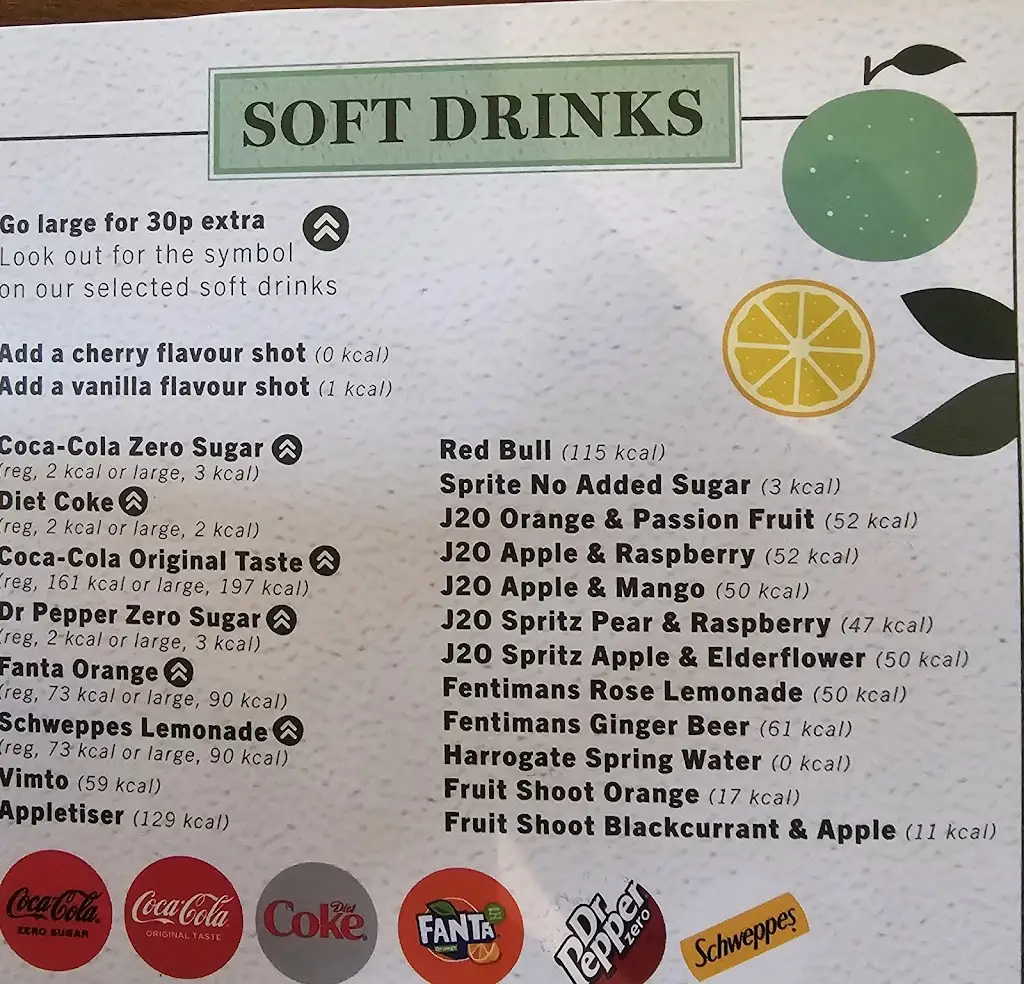 SOFT DRINKS
Go large for 30p extra
Look out for the symbol
on our selected soft drinks
Add a cherry flavour shot (0 kcal)
Add a vanilla flavour shot (1 kcal)
Coca-Cola Zero Sugar
(reg, 2 kcal or large, 3 kcal)
Diet Coke
(reg, 2 kcal or large, 2 kcal)
Coca-Cola Original Taste
(reg, 161 kcal or large, 197 kcal)
Dr Pepper Zero Sugar
(reg, 2 kcal or large, 3 kcal)
Fanta Orange
(reg, 73 kcal or large, 90 kcal)
Schweppes Lemonade
(reg, 73 kcal or large, 90 kcal)
Vimto (59 kcal)
Appletiser (129 kcal)
Red Bull (115 kcal)
Sprite No Added Sugar (3 kcal)
J2O Orange & Passion Fruit (52 kcal)
J2O Apple & Raspberry (52 kcal)
J2O Apple & Mango (50 kcal)
J2O Spritz Pear & Raspberry (47 kcal)
J2O Spritz Apple & Elderflower (50 kcal)
Fentimans Rose Lemonade (50 kcal)
Fentimans Ginger Beer (61 kcal)
Harrogate Spring Water (0 kcal)
Fruit Shoot Orange (17 kcal)
Fruit Shoot Blackcurrant & Apple (11 kcal)
Coca-Cola
ZERO SUGAR
Coca-Cola
ORIGINAL TASTE
Diet
Coke
FANTA
Orange
Dr
Pepper
zero
Schweppes